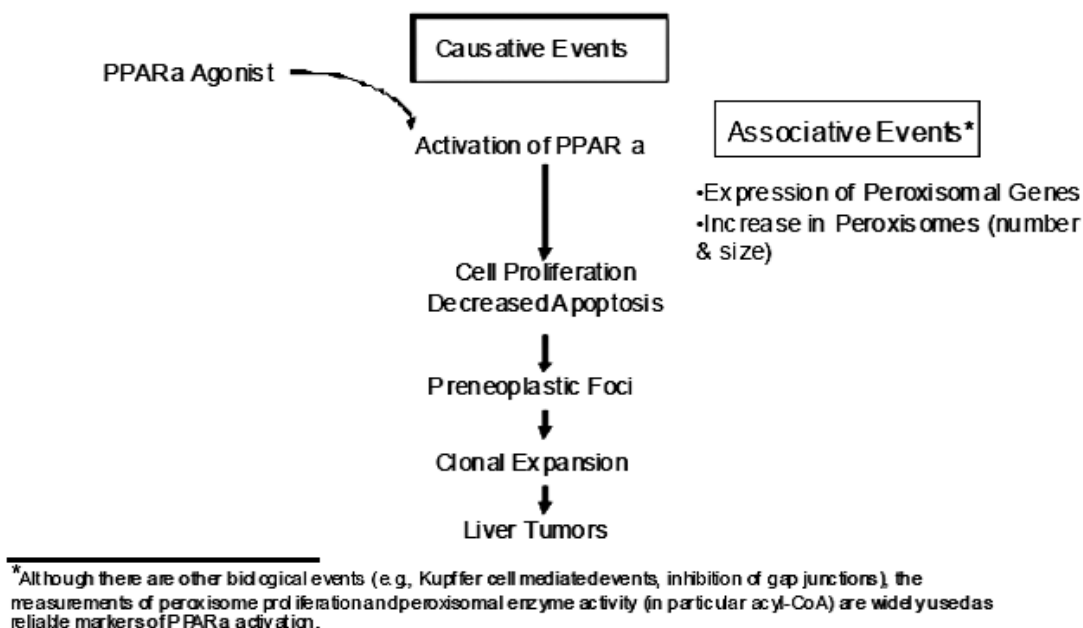 Causative Events
PPARa Agonist
Activation of PPAR a
Associative Events*
•Expression of Peroxisomal Genes
•Increase in Peroxisomes (number
& size)
Cell Proliferation
Decreased Apoptosis
Preneoplastic Foci
Clonal Expansion
Liver Tumors
*Although there are other biological events (e.g., Kupffer cell mediated events, inhibition of gap junctions), the
measurements of peroxisome proliferation and peroxisomal enzyme activity (in particular acyl-CoA) are widely used as
reliable markers of PPARa activation.